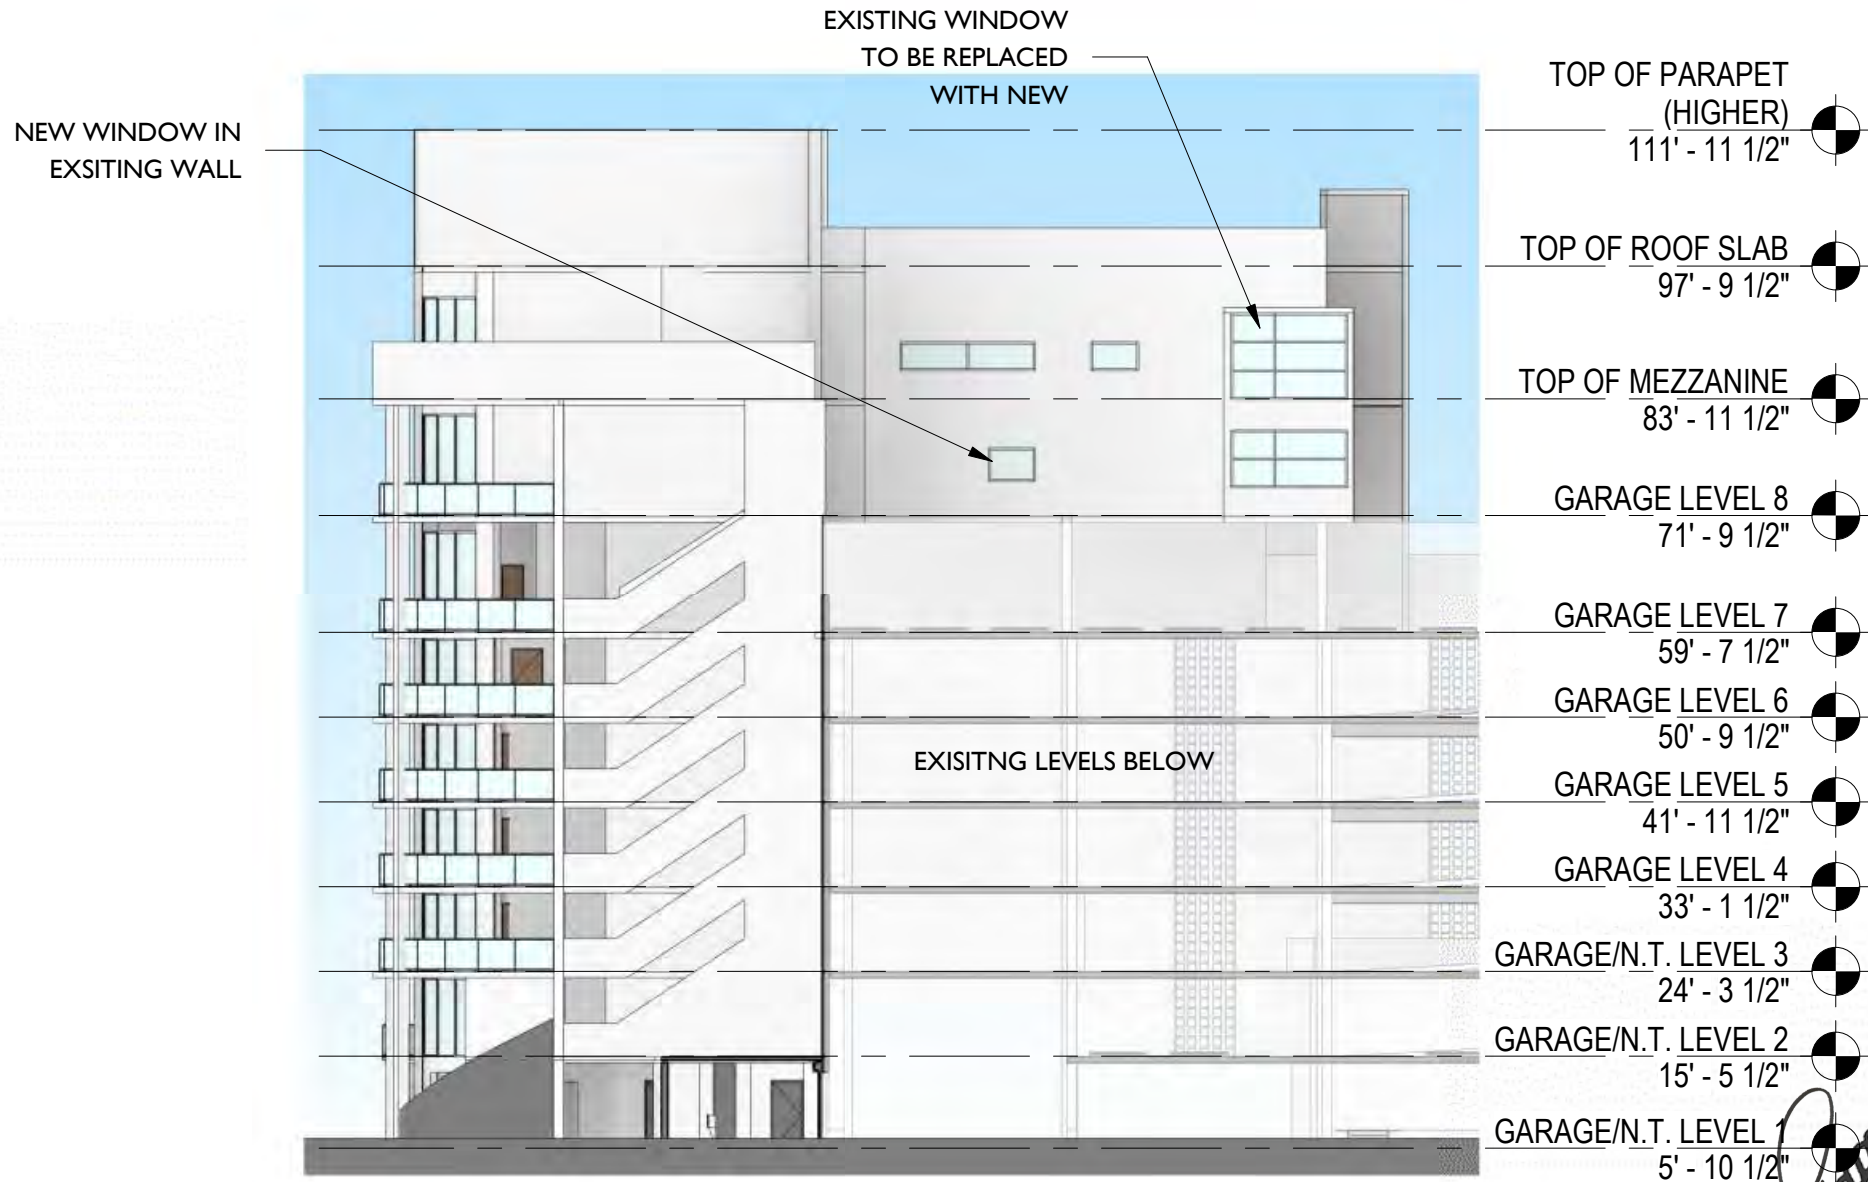 EXISTING WINDOW
TO BE REPLACED
WITH NEW
NEW WINDOW IN
EXSITING WALL
TOP OF PARAPET
(HIGHER)
111' - 11 1/2"
TOP OF ROOF SLAB
97' - 9 1/2"
TOP OF MEZZANINE
83' - 11 1/2"
GARAGE LEVEL 8
71' - 9 1/2"
GARAGE LEVEL 7
59' - 7 1/2"
GARAGE LEVEL 6
50' - 9 1/2"
EXISITNG LEVELS BELOW
GARAGE LEVEL 5
41' - 11 1/2"
GARAGE LEVEL 4
33' - 1 1/2"
GARAGE/N.T. LEVEL 3
24' - 3 1/2"
GARAGE/N.T. LEVEL 2
15' - 5 1/2"
GARAGE/N.T. LEVEL 1
5' - 10 1/2"